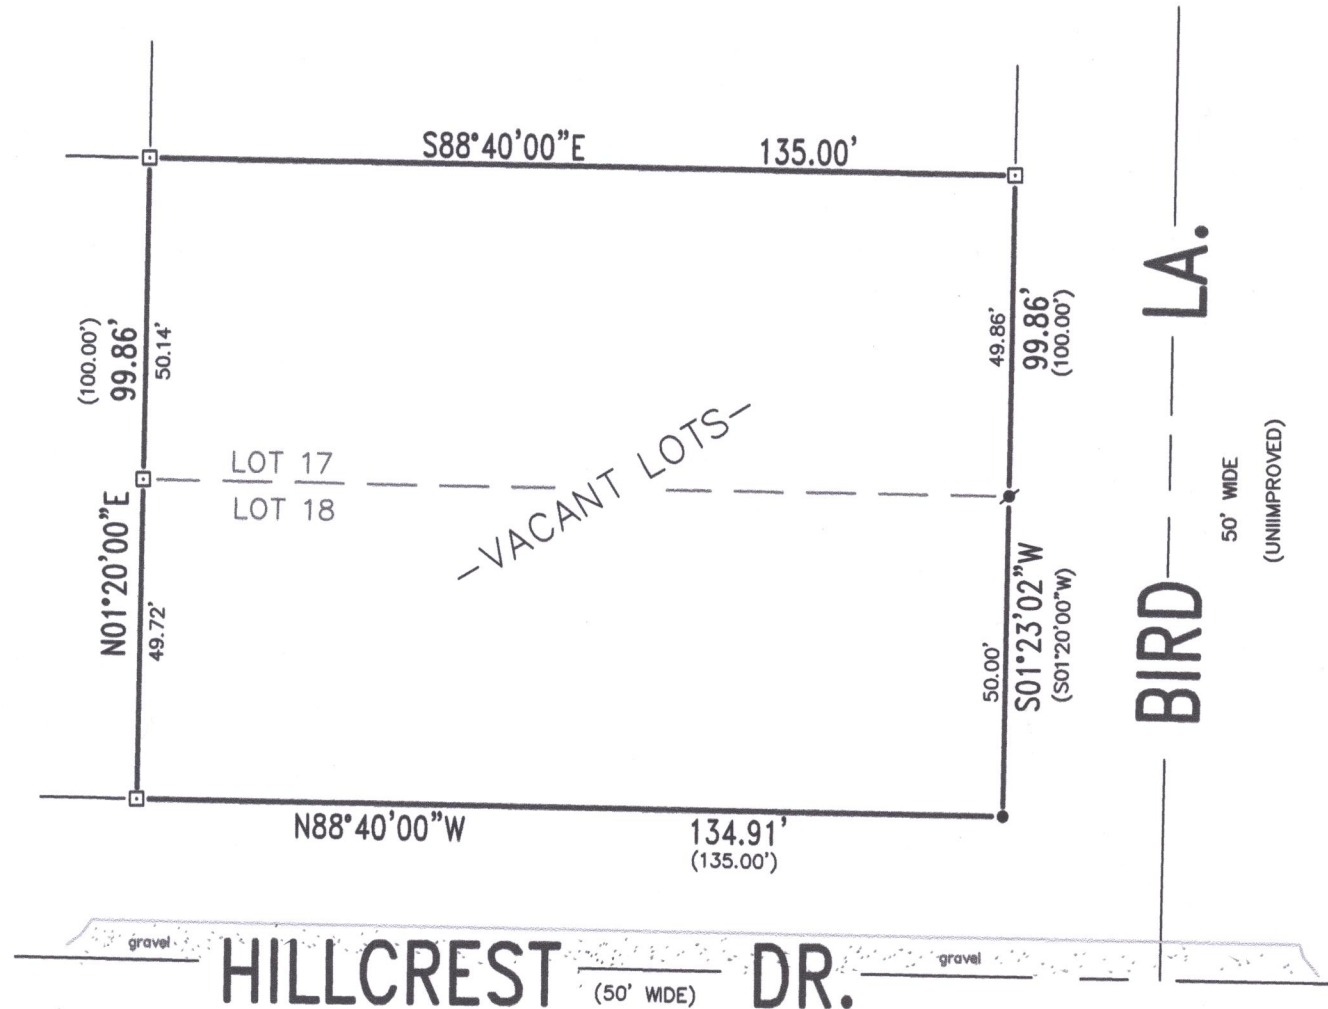 S88°40'00"E 135.00'
(100.00')
99.86'
50.14'
49.86'
99.86'
(100.00')
LA.
LOT 17
LOT 18
-VACANT LOTS-
50' WIDE
(UNIIMPROVED)
N01°20'00"E
49.72'
50.00'
S01°23'02"W
(S01°20'00"W)
BIRD
N88°40'00"W 134.91'
(135.00')
gravel
HILLCREST DR.
(50' WIDE)
gravel